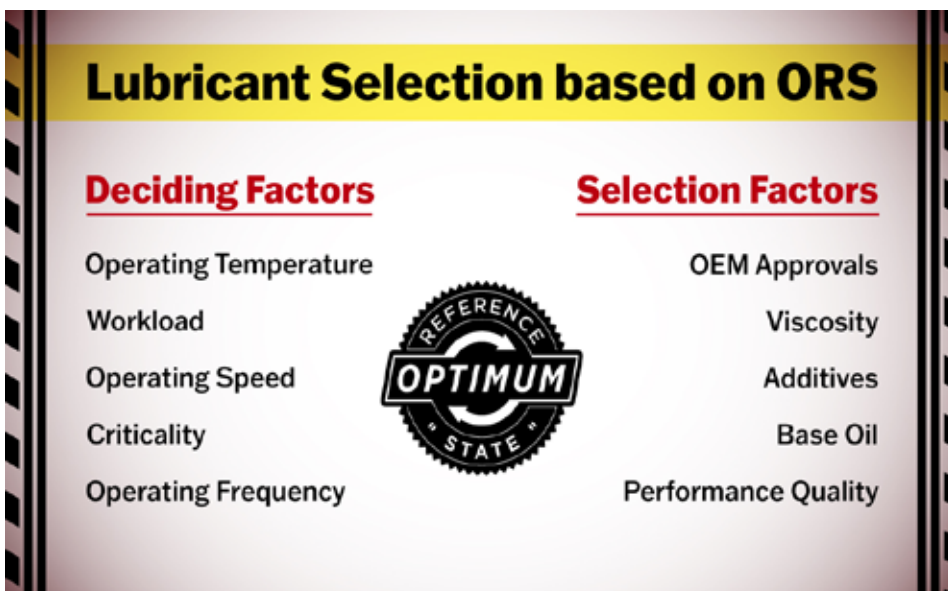 Lubricant Selection based on ORS
Deciding Factors
Operating Temperature
Workload
Operating Speed
Criticality
Operating Frequency
REFERENCE
OPTIMUM
STATE
Selection Factors
OEM Approvals
Viscosity
Additives
Base Oil
Performance Quality